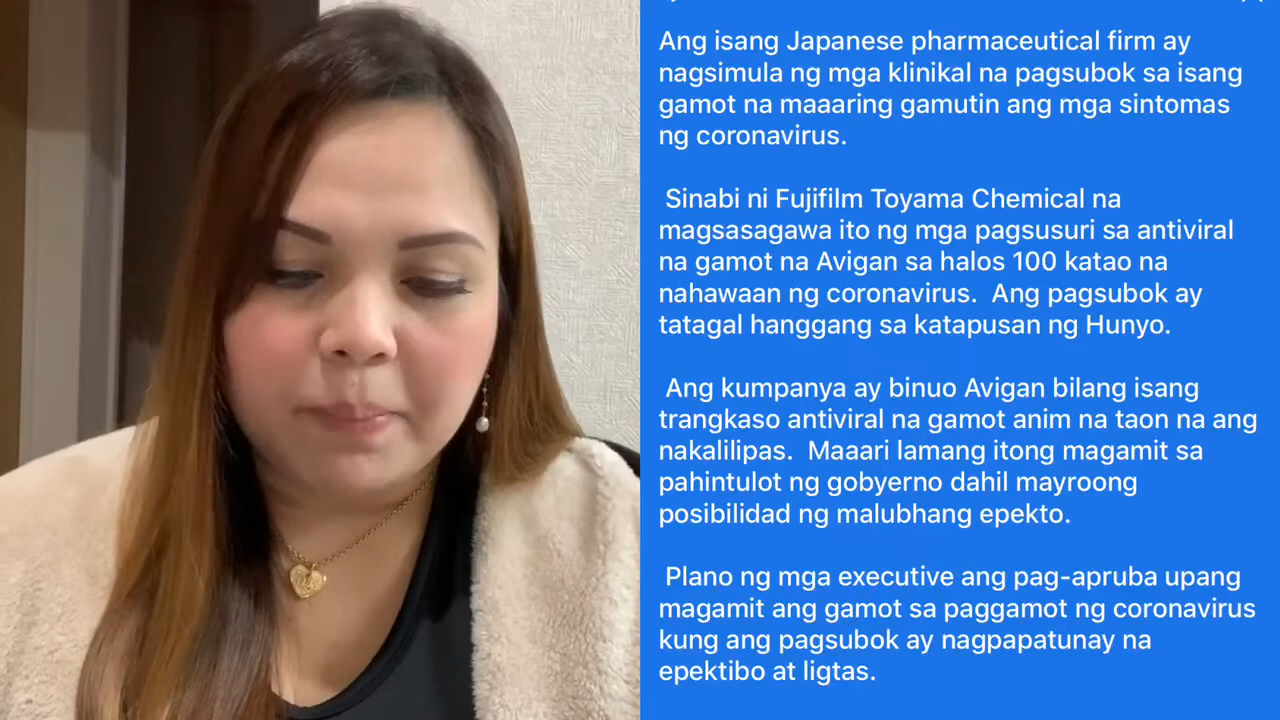 Ang isang Japanese pharmaceutical firm ay
nagsimula ng mga klinikal na pagsubok sa isang
gamot na maaaring gamutin ang mga sintomas
ng coronavirus.
Sinabi ni Fujifilm Toyama Chemical na
magsasagawa ito ng mga pagsusuri sa antiviral
na gamot na Avigan sa halos 100 katao na
nahawaan ng coronavirus.  Ang pagsubok ay
tatagal hanggang sa katapusan ng Hunyo.
Ang kumpanya ay binuo Avigan bilang isang
trangkaso antiviral na gamot anim na taon na ang
nakalilipas.  Maaari lamang itong magamit sa
pahintulot ng gobyerno dahil mayroong
posibilidad ng malubhang epekto.
Plano ng mga executive ang pag-apruba upang
magamit ang gamot sa paggamot ng coronavirus
kung ang pagsubok ay nagpapatunay na
epektibo at ligtas.